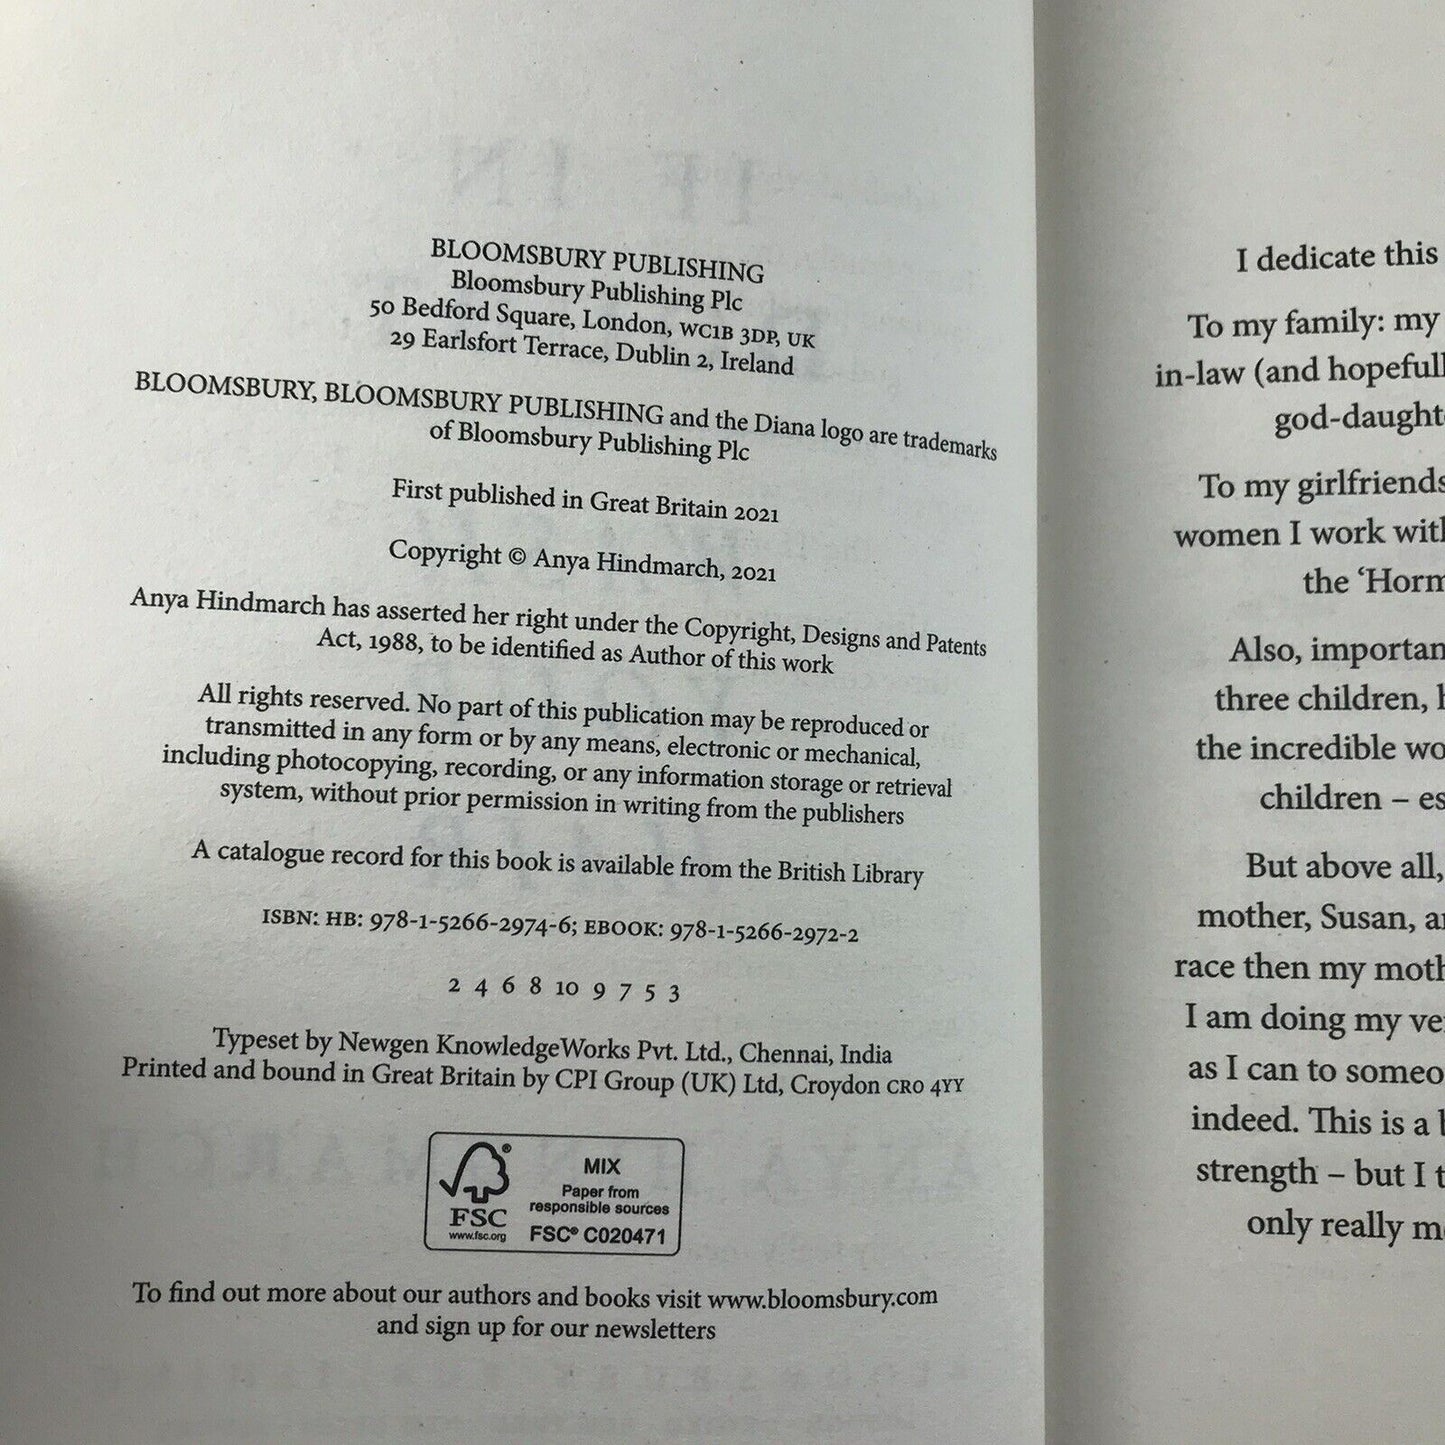 BLOOMSBURY PUBLISHING
Bloomsbury Publishing Plc
50 Bedford Square, London, WC1B 3DP, UK
29 Earlsfort Terrace, Dublin 2, Ireland
BLOOMSBURY, BLOOMSBURY PUBLISHING and the Diana logo are trademarks
of Bloomsbury Publishing Plc
First published in Great Britain 2021
Copyright © Anya Hindmarch, 2021
Anya Hindmarch has asserted her right under the Copyright, Designs and Patents
Act, 1988, to be identified as Author of this work
All rights reserved. No part of this publication may be reproduced or
transmitted in any form or by any means, electronic or mechanical,
including photocopying, recording, or any information storage or retrieval
system, without prior permission in writing from the publishers
A catalogue record for this book is available from the British Library
ISBN: HB: 978-1-5266-2974-6; EBOOK: 978-1-5266-2972-2
2 4 6 8 10 9 7 5 3
Typeset by Newgen KnowledgeWorks Pvt. Ltd., Chennai, India
Printed and bound in Great Britain by CPI Group (UK) Ltd, Croydon CR0 4YY
FSC
www.fsc.org
MIX
Paper from
responsible sources
FSC® C020471
To find out more about our authors and books visit www.bloomsbury.com
and sign up for our newsletters
I dedicate this
To my family: my
in-law (and hopefull
god-daught
To my girlfriends
women I work with
the ‘Horm
Also, importan
three children,
the incredible wo
children – es
But above all,
mother, Susan,
race then my moth
I am doing my ve
as I can to someo
indeed. This is a
strength – but I
only really